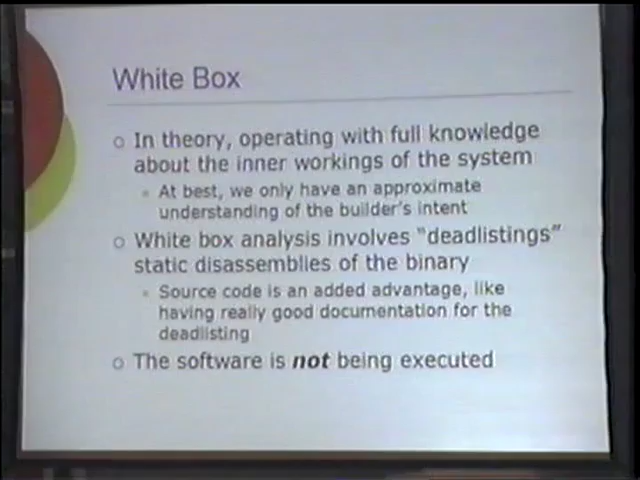 White Box
In theory, operating with full knowledge
about the inner workings of the system
At best, we only have an approximate
understanding of the builder's intent
White box analysis involves "deadlistings"
static disassemblies of the binary
Source code is an added advantage, like
having really good documentation for the
deadlisting
The software is not being executed